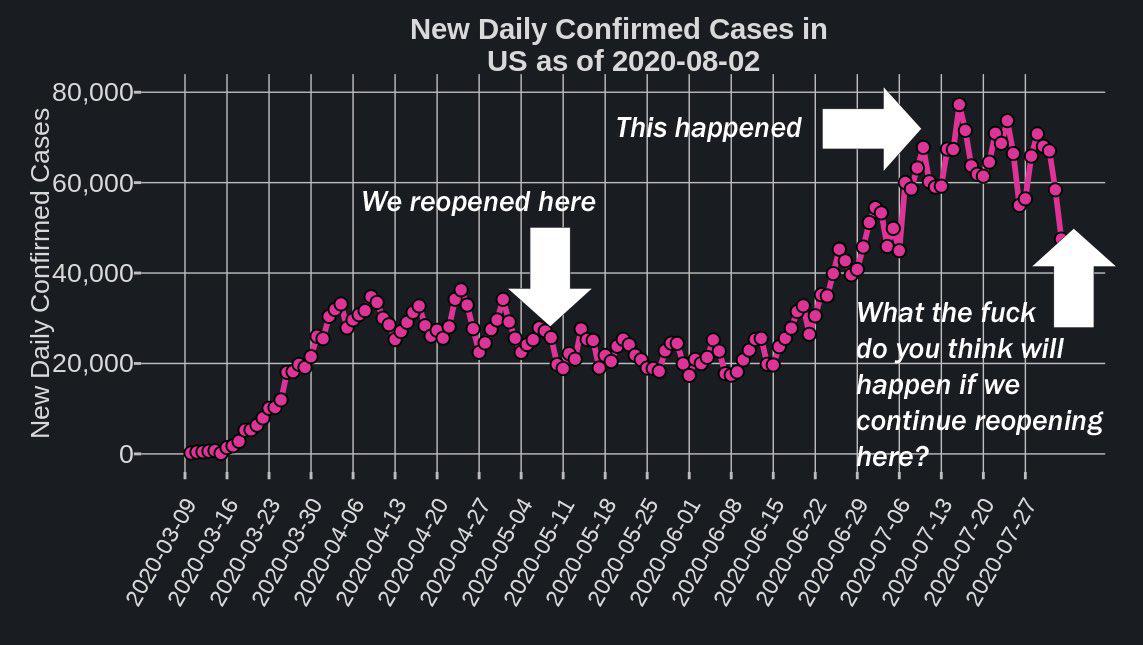 New Daily Confirmed Cases in
US as of 2020-08-02
New Daily Confirmed Cases
80,000
60,000
40,000
20,000
0
This happened
We reopened here
What the fuck
do you think will
happen if we
continue reopening
here?
2020-03-09
2020-03-16
2020-03-23
2020-03-30
2020-04-06
2020-04-13
2020-04-20
2020-04-27
2020-05-04
2020-05-11
2020-05-18
2020-05-25
2020-06-01
2020-06-08
2020-06-15
2020-06-22
2020-06-29
2020-07-06
2020-07-13
2020-07-20
2020-07-27